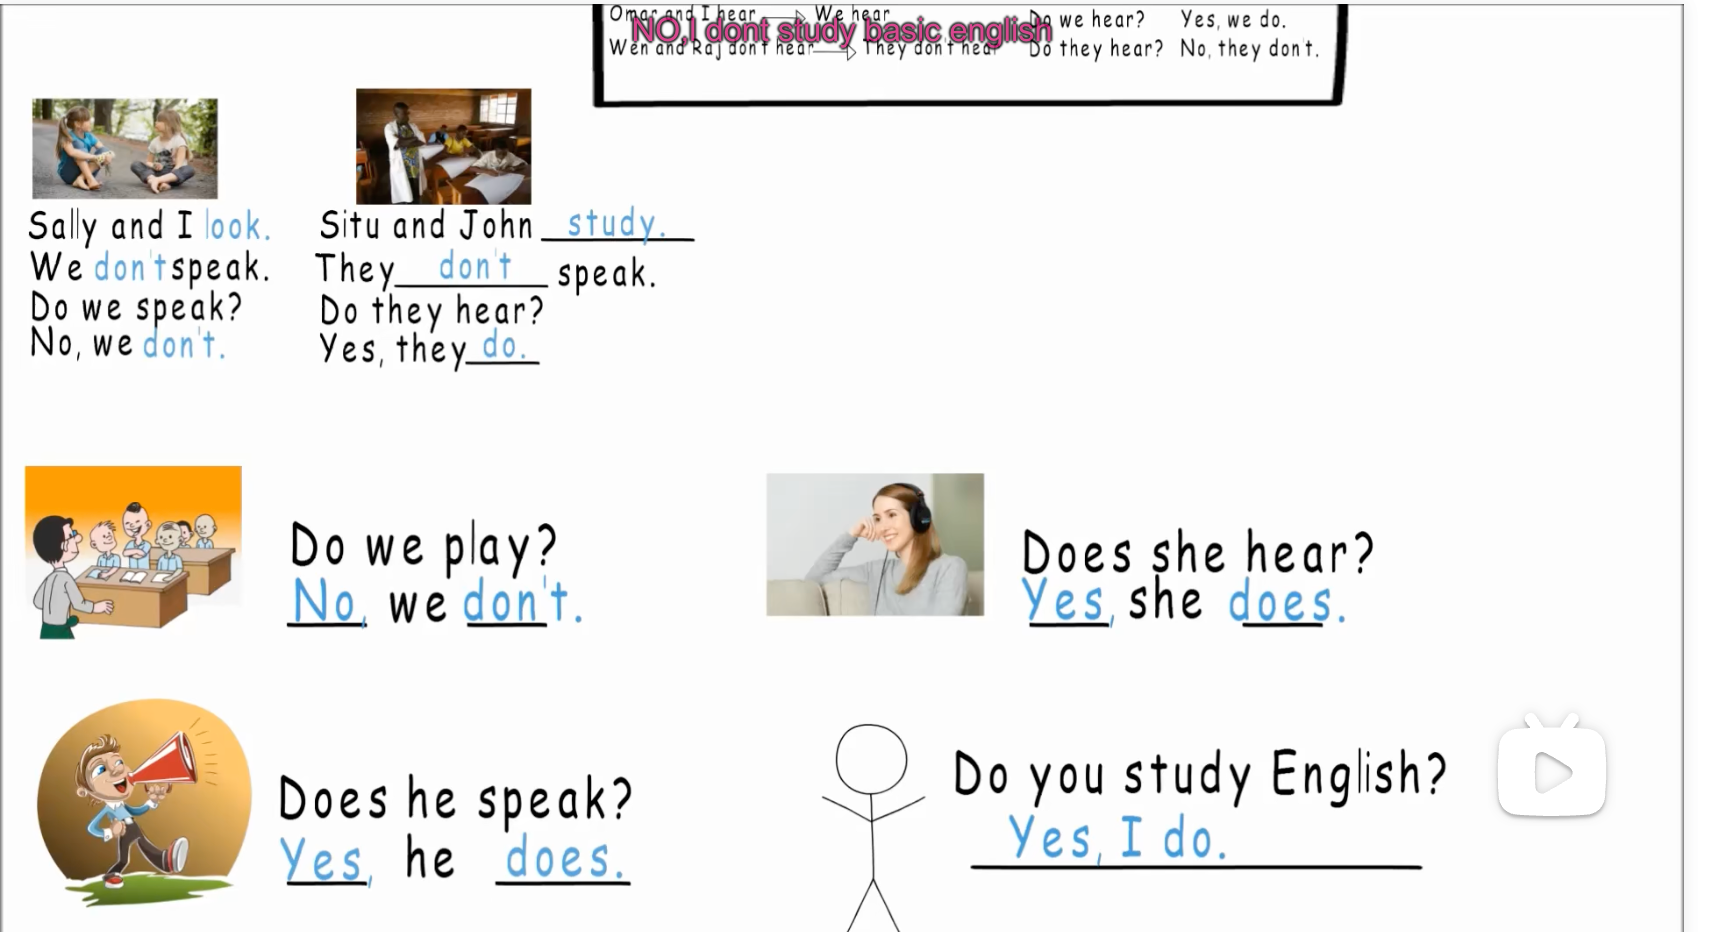 Omar and I hear We hear Do we hear? Yes, we do.
NO,I dont study basic english
Wen and Raj don't hear They don't hear Do they hear? No, they don't.
Sally and I look.
We don't speak.
Do we speak?
No, we don't.
Situ and John study.
They don't speak.
Do they hear?
Yes, they do.
Do we play?
No, we don't.
Does she hear?
Yes, she does.
Does he speak?
Yes, he does.
Do you study English?
Yes, I do.